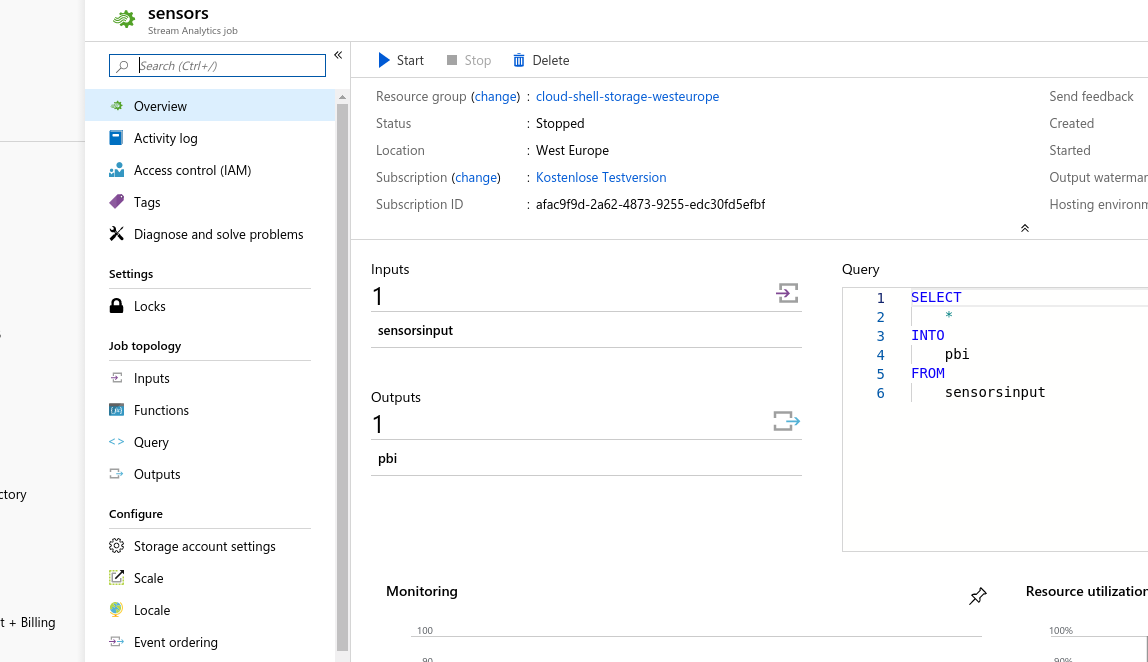 sensors
Stream Analytics job
Search (Ctrl+/)
«
Overview
Activity log
Access control (IAM)
Tags
Diagnose and solve problems
Settings
Locks
Job topology
Inputs
Functions
Query
Outputs
Configure
Storage account settings
Scale
Locale
Event ordering
ctory
t + Billing
Start
Stop
Delete
Resource group (change) : cloud-shell-storage-westeurope
Status : Stopped
Location : West Europe
Subscription (change) : Kostenlose Testversion
Subscription ID : afac9f9d-2a62-4873-9255-edc30fd5efbf
Send feedback
Created
Started
Output watermar
Hosting environm
Inputs
1
sensorsinput
Outputs
1
pbi
Query
1 SELECT
2 *
3 INTO
4 pbi
5 FROM
6 sensorsinput
Monitoring
100
90
Resource utilization
100%
90%